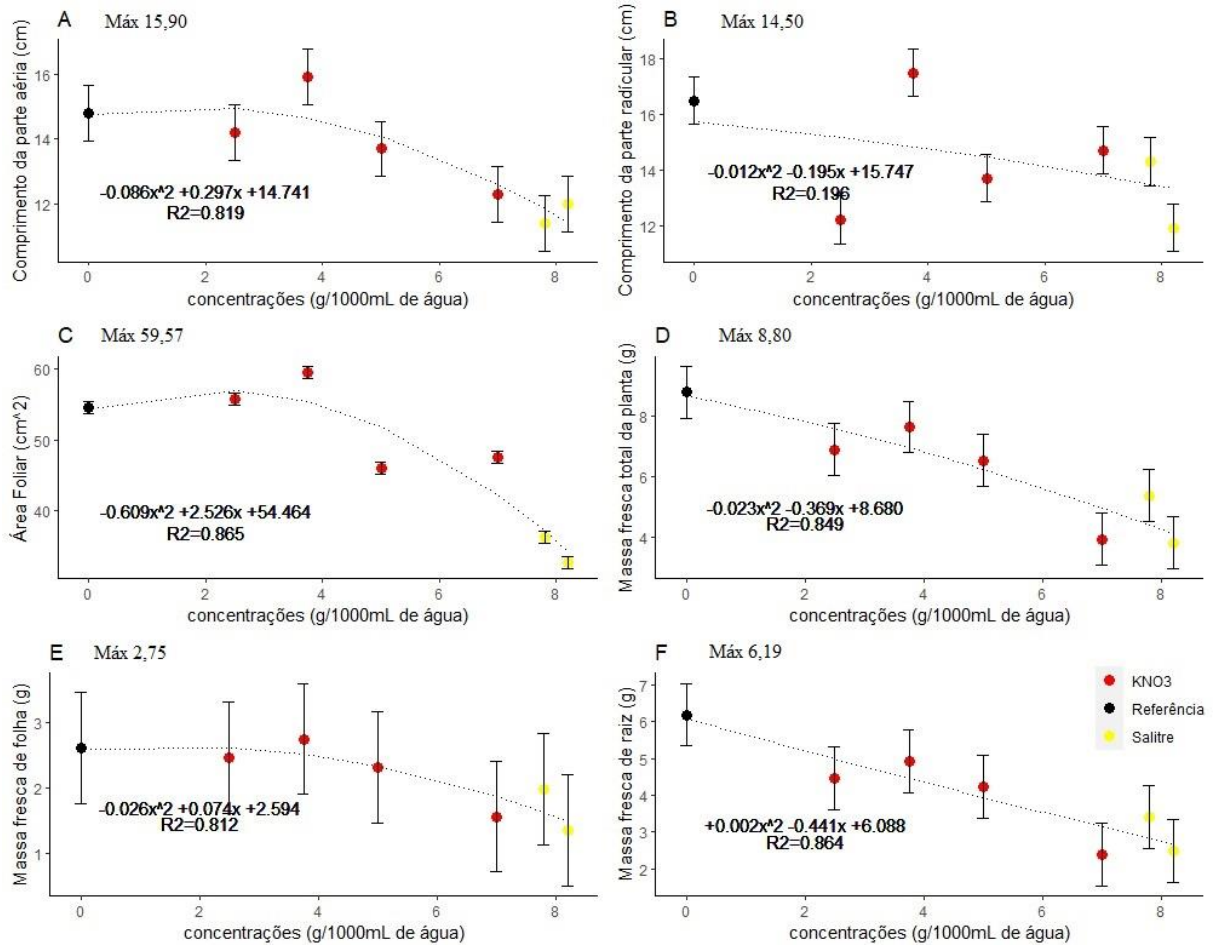 A Máx 15,90
Comprimento da parte aéria (cm)
16
14
12
-0.086x^2 +0.297x +14.741
R2=0.819
0 2 4 6 8
concentrações (g/1000mL de água)
B Máx 14,50
Comprimento da parte radícular (cm)
18
16
14
12
-0.012x^2 -0.195x +15.747
R2=0.196
0 2 4 6 8
concentrações (g/1000mL de água)
C Máx 59,57
Área Foliar (cm^2)
60
50
40
-0.609x^2 +2.526x +54.464
R2=0.865
0 2 4 6 8
concentrações (g/1000mL de água)
D Máx 8,80
Massa fresca total da planta (g)
8
6
4
-0.023x^2 -0.369x +8.680
R2=0.849
0 2 4 6 8
concentrações (g/1000mL de água)
E Máx 2,75
Massa fresca de folha (g)
3
2
1
-0.026x^2 +0.074x +2.594
R2=0.812
0 2 4 6 8
concentrações (g/1000mL de água)
F Máx 6,19
Massa fresca de raiz (g)
7
6
5
4
3
2
+0.002x^2 -0.441x +6.088
R2=0.864
0 2 4 6 8
concentrações (g/1000mL de água)
KNO3
Referência
Salitre